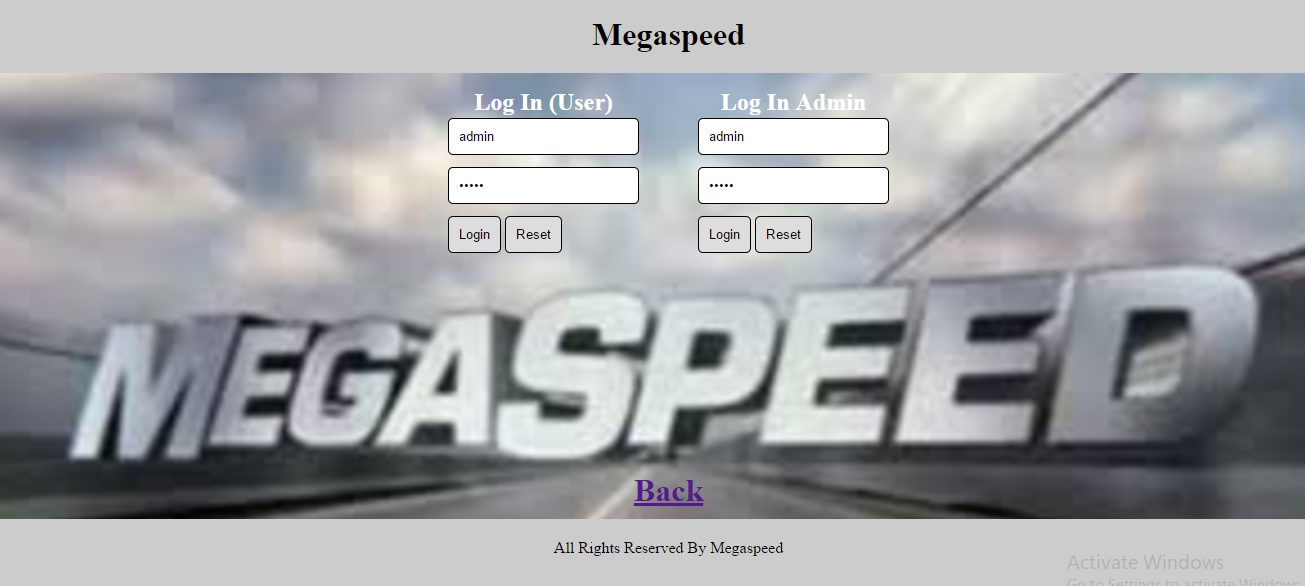 Megaspeed
Log In (User)
Log In Admin
admin
admin
•••••
•••••
Login
Reset
Login
Reset
MEGASPEED
Back
All Rights Reserved By Megaspeed
Activate Windows
Go to Settings to activate Windows.